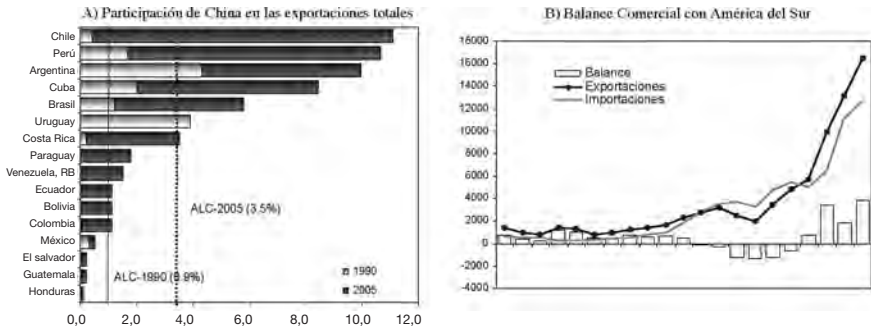 A) Participación de China en las exportaciones totales
Chile
Perú
Argentina
Cuba
Brasil
Uruguay
Costa Rica
Paraguay
Venezuela, RB
Ecuador
Bolivia
Colombia
México
El salvador
Guatemala
Honduras
ALC-2005 (3.5%)
ALC-1990 (0.9%)
1990
2005
0,0 2,0 4,0 6,0 8,0 10,0 12,0
B) Balance Comercial con América del Sur
16000
16000
14000
12000
10000
8000
6000
4000
2000
0
-2000
-4000
Balance
Exportaciones
Importaciones